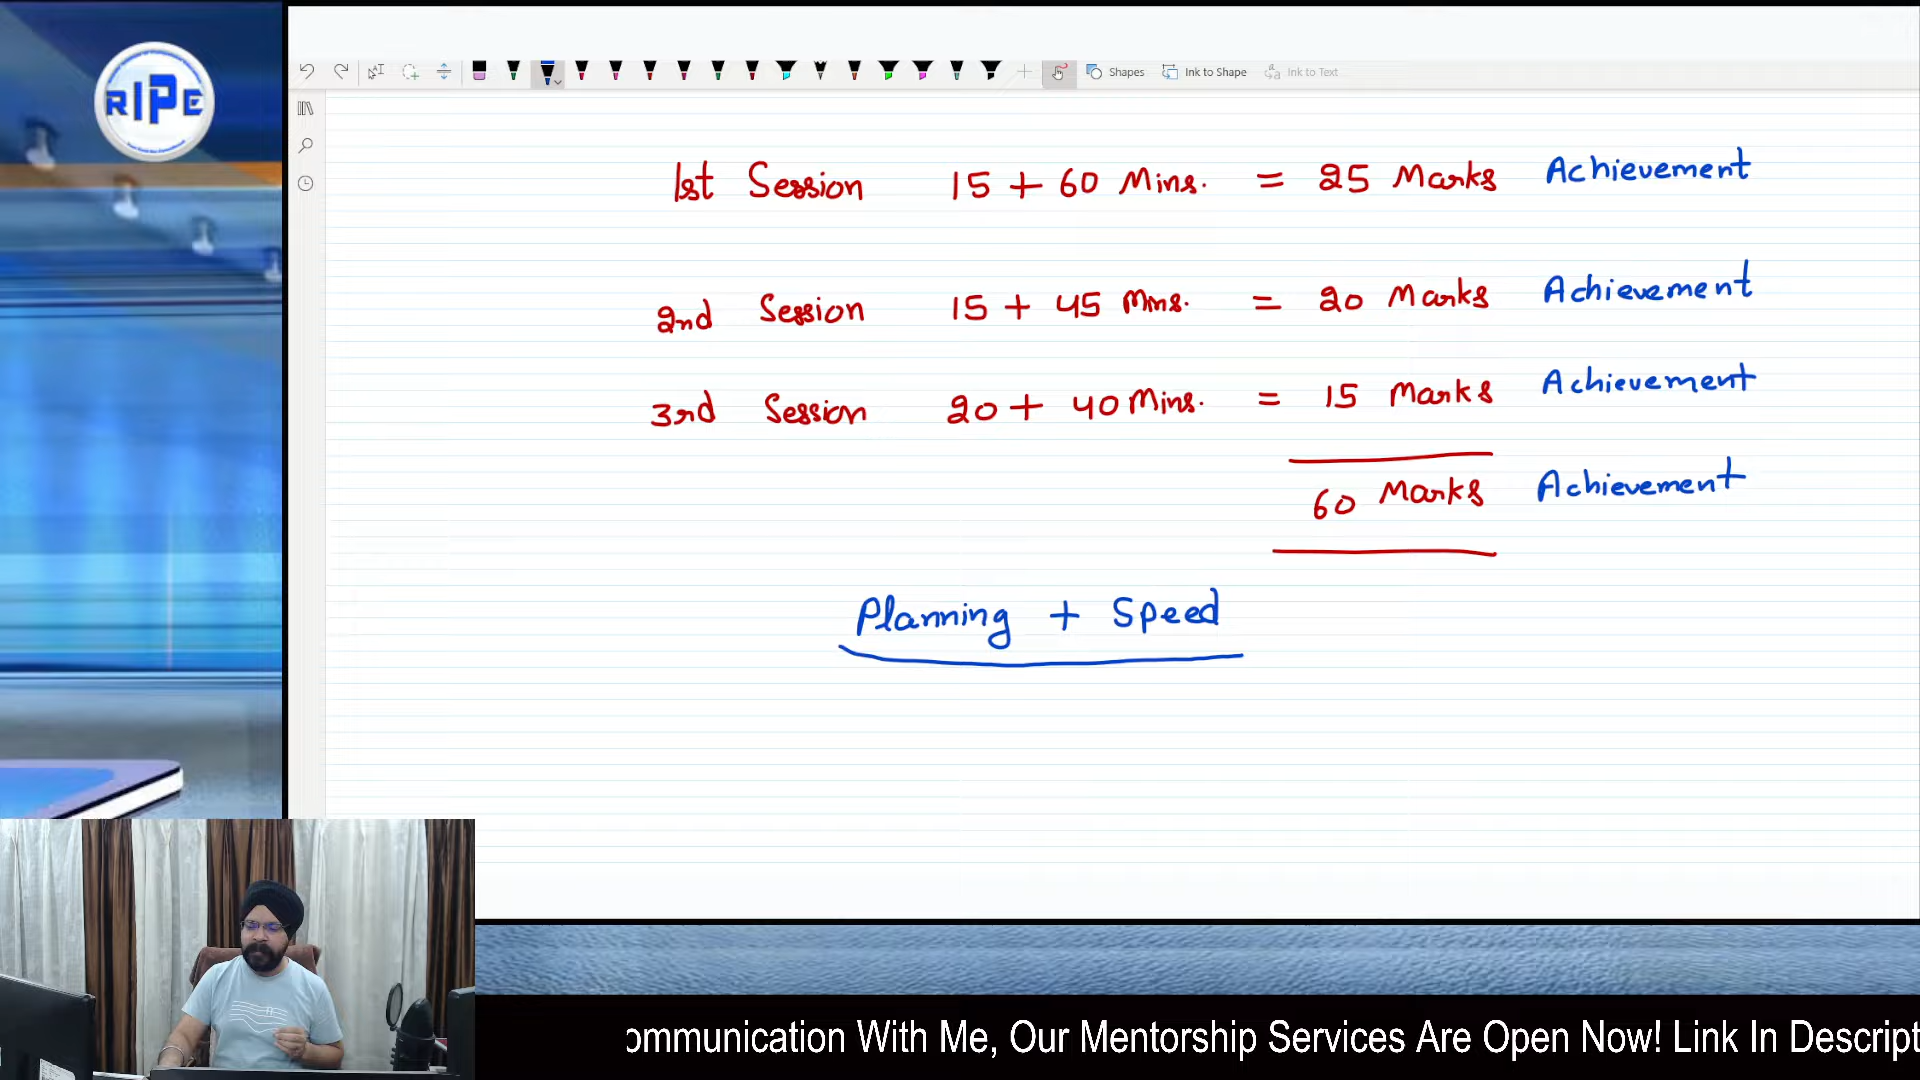 RIPE
Shapes
Ink to Shape
Ink to Text
1st Session 15 + 60 Mins. = 25 Marks Achievement
2nd Session 15 + 45 Mins. = 20 Marks Achievement
3rd Session 20 + 40 Mins. = 15 Marks Achievement
60 Marks Achievement
Planning + Speed
ommunication With Me, Our Mentorship Services Are Open Now! Link In Descript